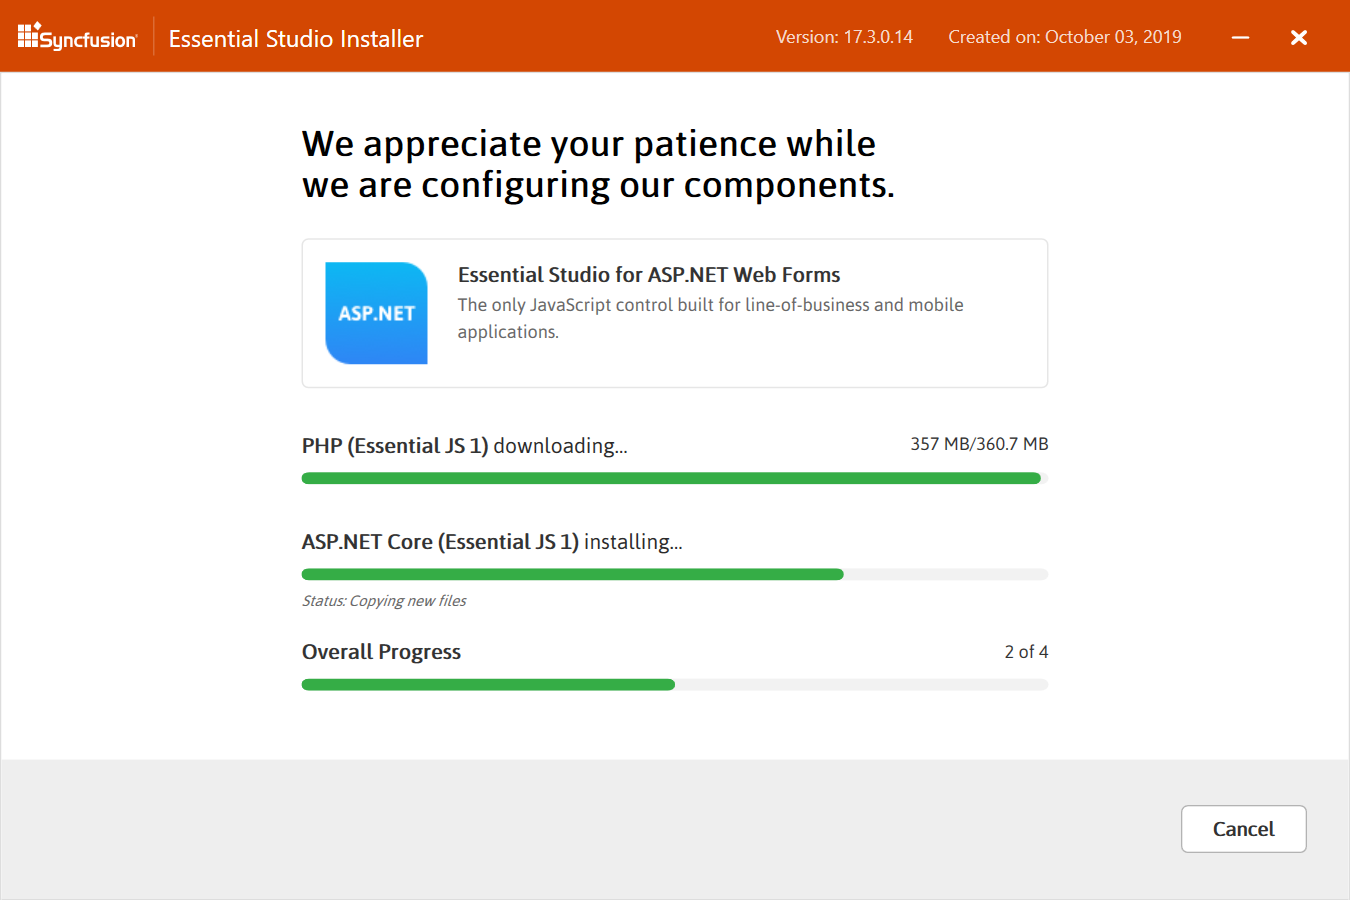 Syncfusion
Essential Studio Installer
Version: 17.3.0.14
Created on: October 03, 2019
We appreciate your patience while
we are configuring our components.
ASP.NET
Essential Studio for ASP.NET Web Forms
The only JavaScript control built for line-of-business and mobile
applications.
PHP (Essential JS 1) downloading...
357 MB/360.7 MB
ASP.NET Core (Essential JS 1) installing...
Status: Copying new files
Overall Progress
2 of 4
Cancel